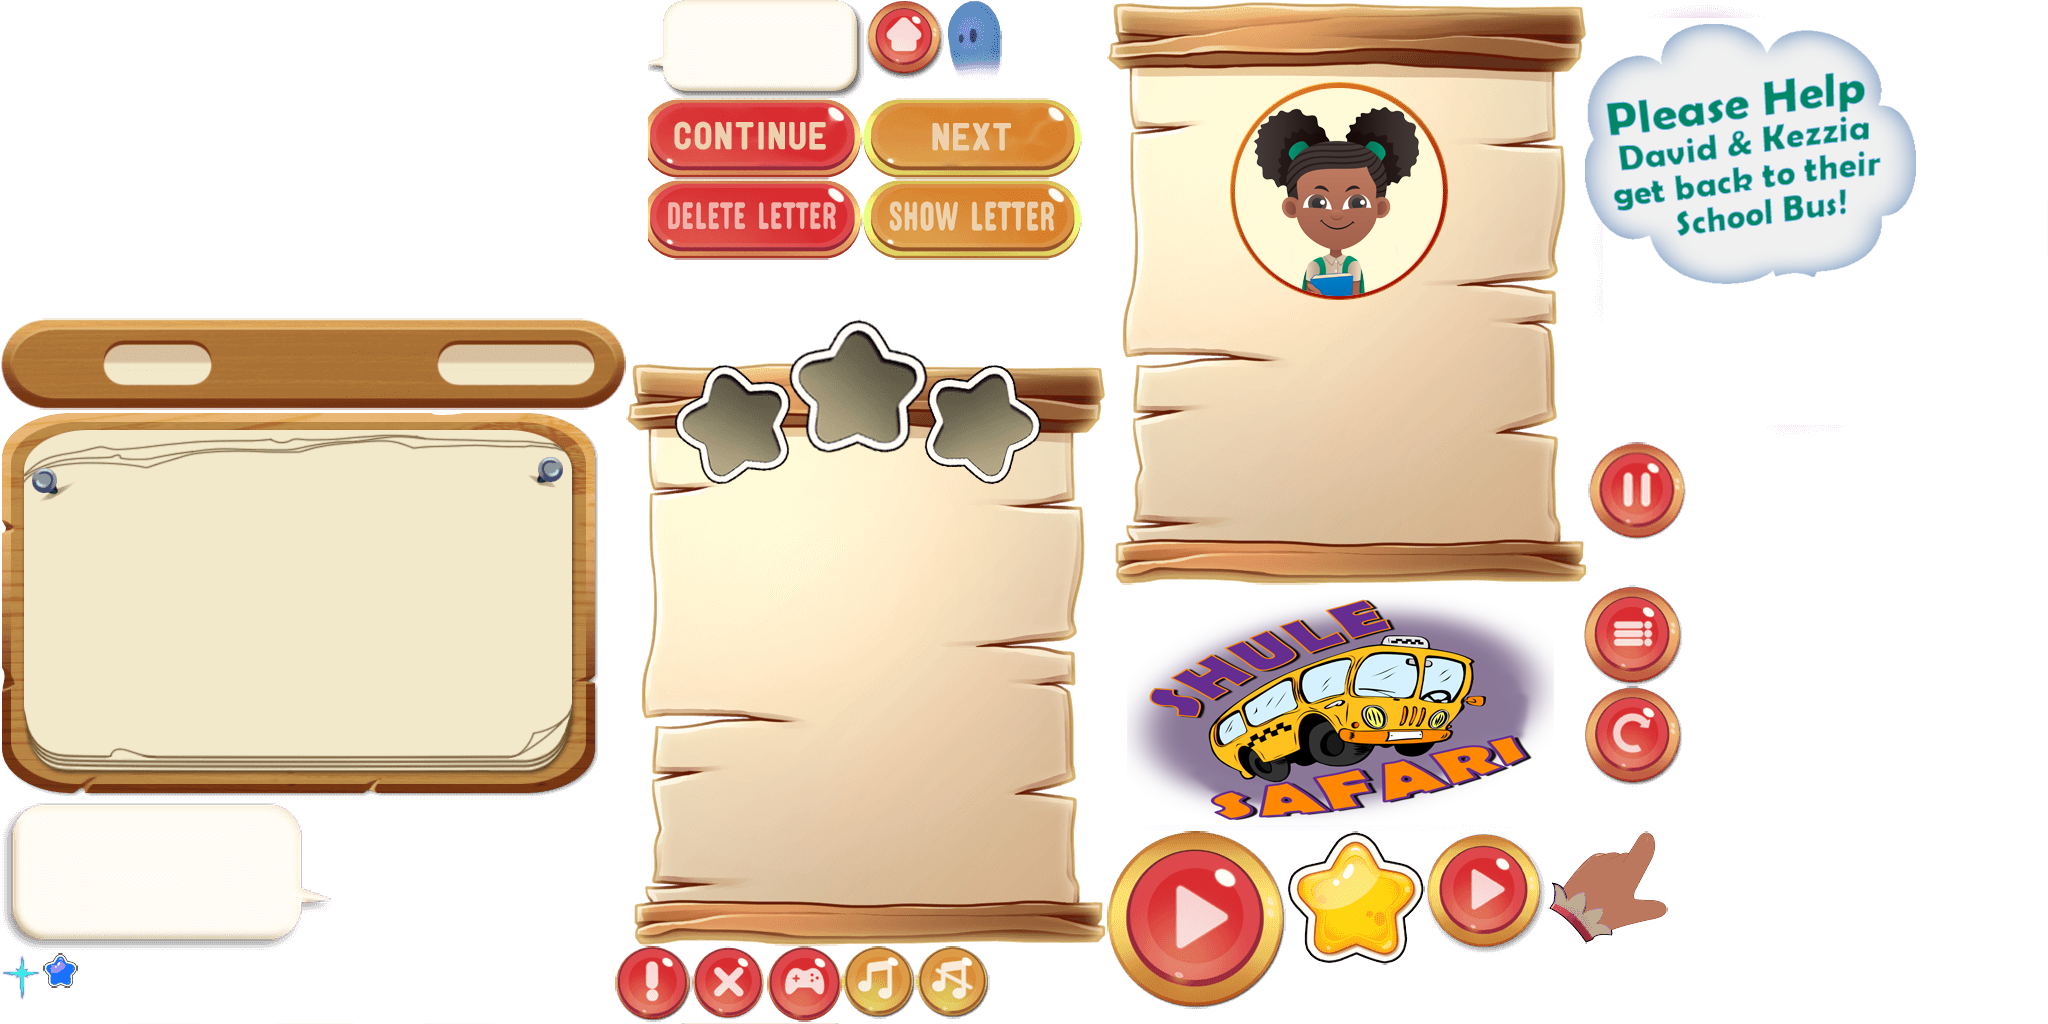 CONTINUE
NEXT
DELETE LETTER
SHOW LETTER
Please Help
David & Kezzia
get back to their
School Bus!
SHULE
SAFARI